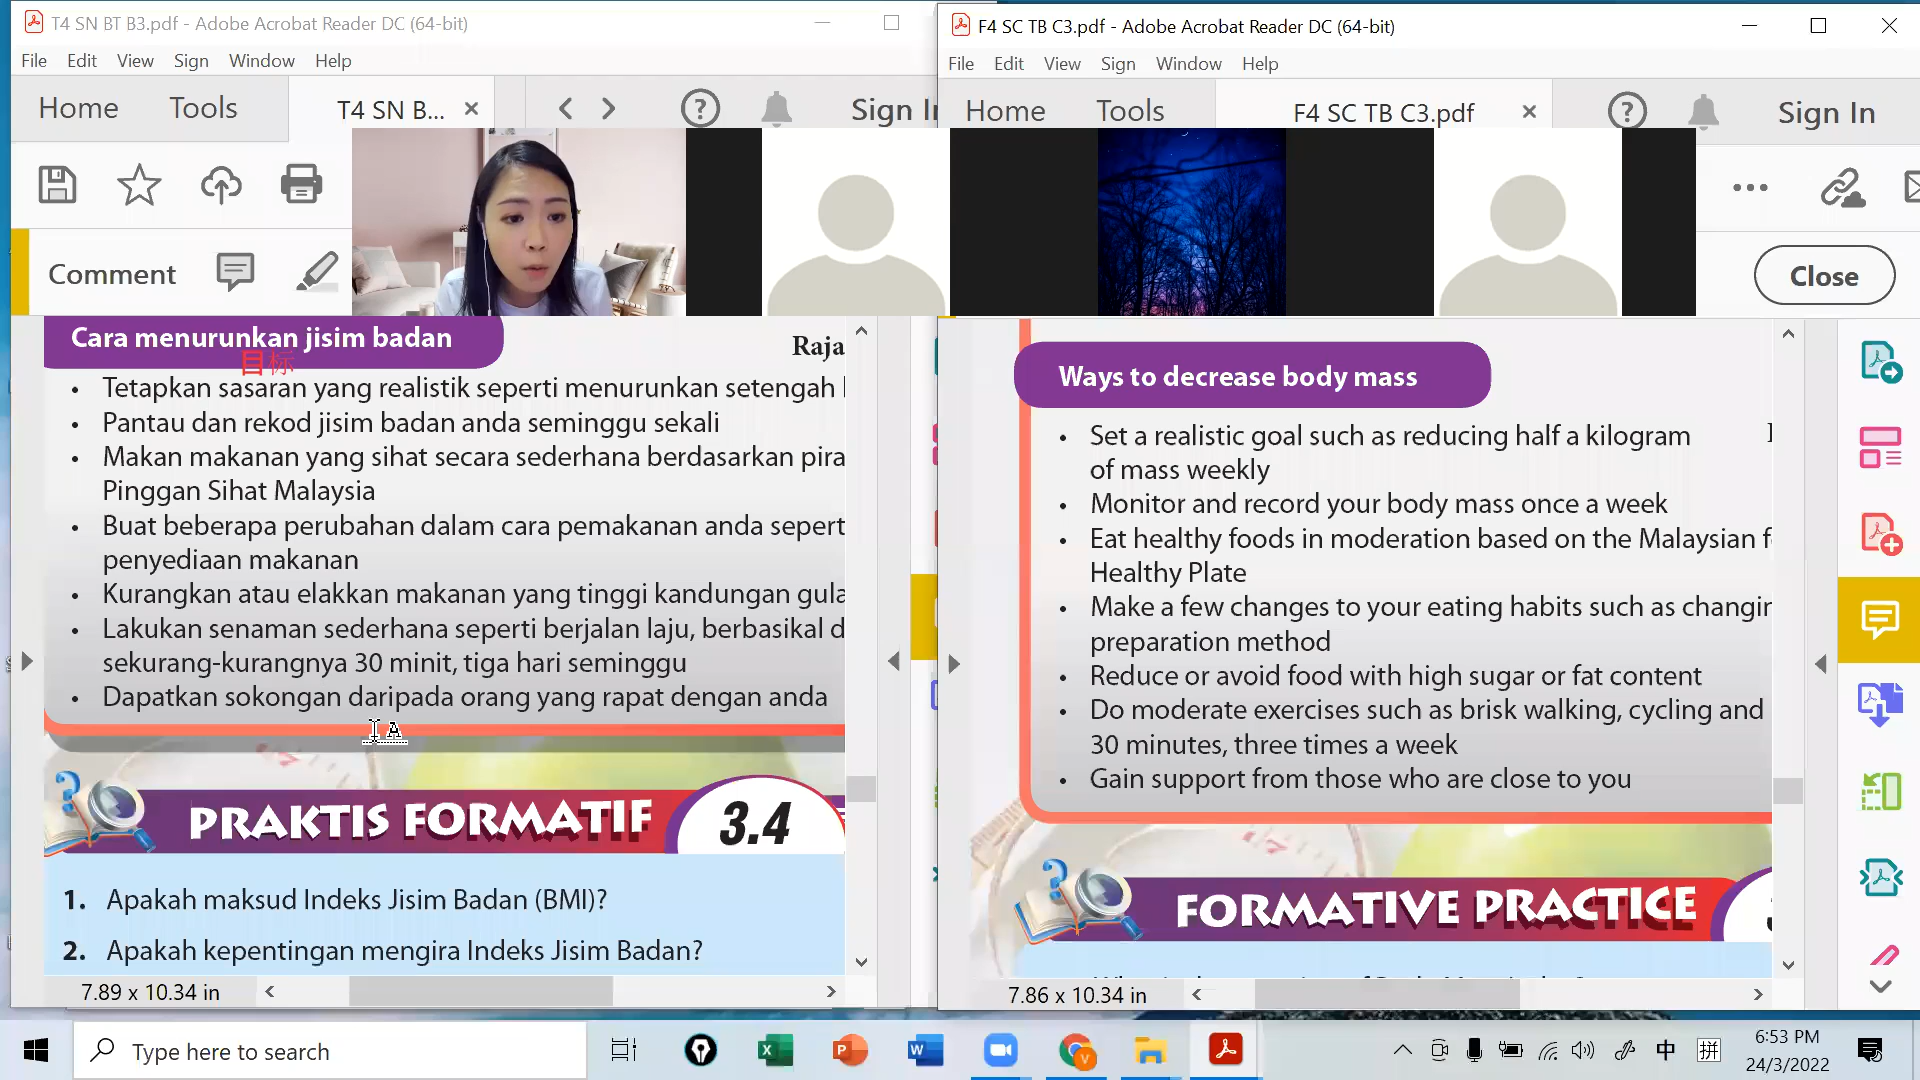 T4 SN BT B3.pdf - Adobe Acrobat Reader DC (64-bit)
File Edit View Sign Window Help
Home Tools T4 SN B... Sign In
Comment
Cara menurunkan jisim badan
目标
Raja
• Tetapkan sasaran yang realistik seperti menurunkan setengah
• Pantau dan rekod jisim badan anda seminggu sekali
• Makan makanan yang sihat secara sederhana berdasarkan pira
Pinggan Sihat Malaysia
• Buat beberapa perubahan dalam cara pemakanan anda sepert
penyediaan makanan
• Kurangkan atau elakkan makanan yang tinggi kandungan gula
• Lakukan senaman sederhana seperti berjalan laju, berbasikal d
sekurang-kurangnya 30 minit, tiga hari seminggu
• Dapatkan sokongan daripada orang yang rapat dengan anda
PRAKTIS FORMATIF 3.4
1. Apakah maksud Indeks Jisim Badan (BMI)?
2. Apakah kepentingan mengira Indeks Jisim Badan?
7.89 x 10.34 in
F4 SC TB C3.pdf - Adobe Acrobat Reader DC (64-bit)
File Edit View Sign Window Help
Home Tools F4 SC TB C3.pdf Sign In
Close
Ways to decrease body mass
• Set a realistic goal such as reducing half a kilogram
of mass weekly
• Monitor and record your body mass once a week
• Eat healthy foods in moderation based on the Malaysian f
Healthy Plate
• Make a few changes to your eating habits such as changin
preparation method
• Reduce or avoid food with high sugar or fat content
• Do moderate exercises such as brisk walking, cycling and
30 minutes, three times a week
• Gain support from those who are close to you
FORMATIVE PRACTICE
7.86 x 10.34 in
Type here to search
中 拼
6:53 PM
24/3/2022